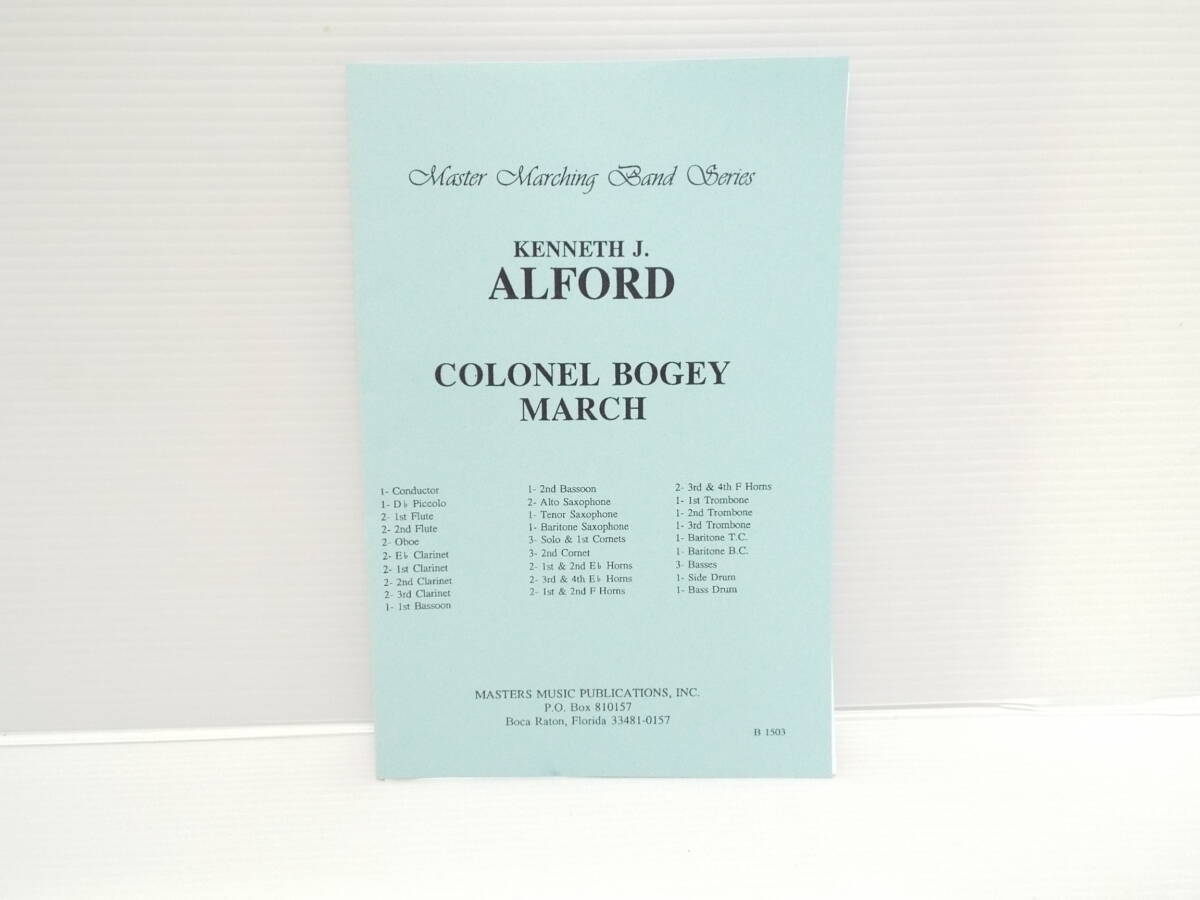 Master Marching Band Series
KENNETH J.
ALFORD
COLONEL BOGEY
MARCH
1- Conductor
1- D♭ Piccolo
2- 1st Flute
2- 2nd Flute
2- Oboe
2- E♭ Clarinet
2- 1st Clarinet
2- 2nd Clarinet
2- 3rd Clarinet
1- 1st Bassoon
1- 2nd Bassoon
2- Alto Saxophone
1- Tenor Saxophone
1- Baritone Saxophone
3- Solo & 1st Cornets
3- 2nd Cornet
2- 1st & 2nd E♭ Horns
2- 3rd & 4th E♭ Horns
2- 1st & 2nd F Horns
2- 3rd & 4th F Horns
1- 1st Trombone
1- 2nd Trombone
1- 3rd Trombone
1- Baritone T.C.
1- Baritone B.C.
3- Basses
1- Side Drum
1- Bass Drum
MASTERS MUSIC PUBLICATIONS, INC.
P.O. Box 810157
Boca Raton, Florida 33481-0157
B 1503